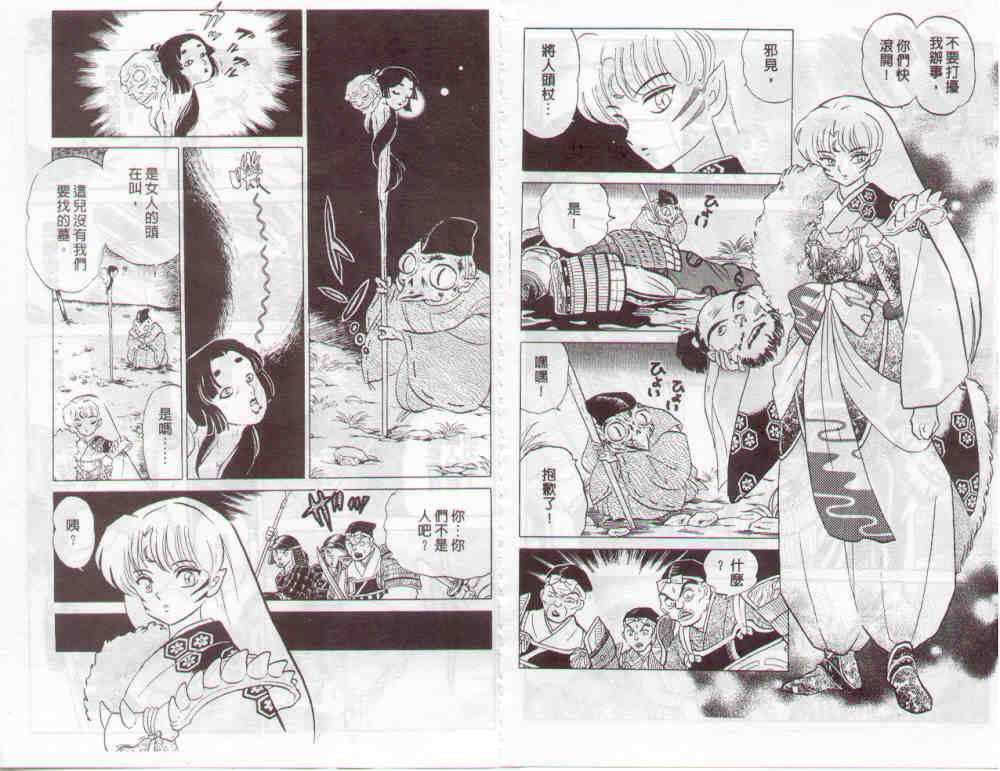 不要打擾
我辦事，
你們快
滾開！
邪見，
將人頭杖…
是！
ひょい
嘿嘿！
ひょい
ひょい
抱歉了！
什麼
？
是女人的頭
在叫，
這兒沒有我們
要找的墓。
是嗎……
你…你
們不是
人吧？
咦？